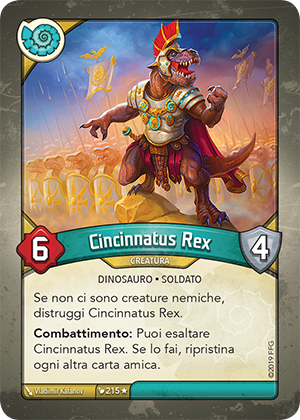 Cincinnatus Rex
CREATURA
6
4
DINOSAURO • SOLDATO
Se non ci sono creature nemiche,
distruggi Cincinnatus Rex.
Combattimento: Puoi esaltare
Cincinnatus Rex. Se lo fai, ripristina
ogni altra carta amica.
Vladimir Kafanov
215
©2019 FFG